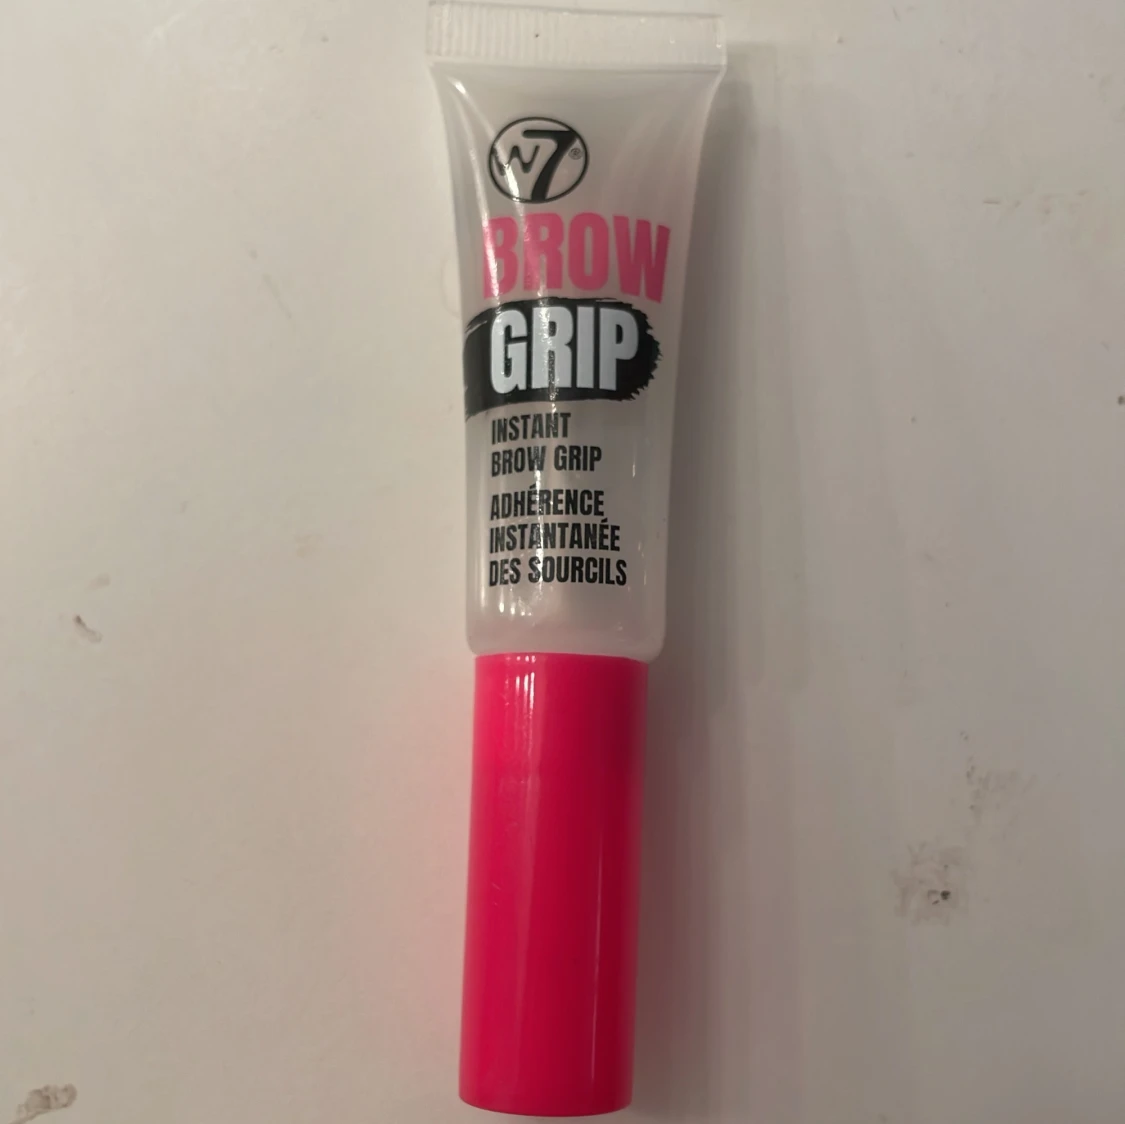 W7®
BROW
GRIP
INSTANT
BROW GRIP
ADHÉRENCE
INSTANTANÉE
DES SOURCILS